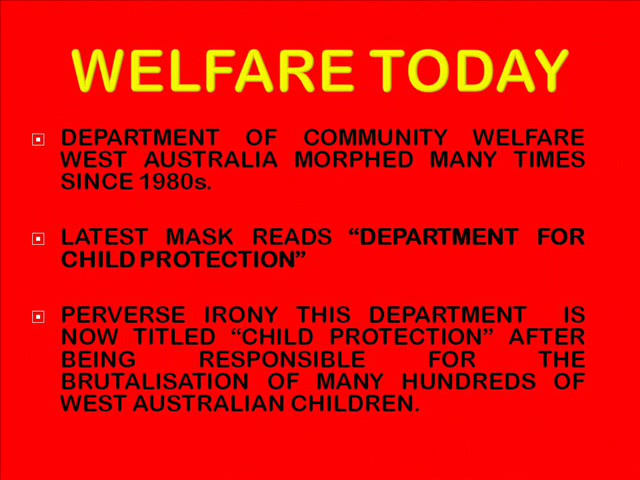 WELFARE TODAY
DEPARTMENT OF COMMUNITY WELFARE
WEST AUSTRALIA MORPHED MANY TIMES
SINCE 1980s.
LATEST MASK READS “DEPARTMENT FOR
CHILD PROTECTION”
PERVERSE IRONY THIS DEPARTMENT IS
NOW TITLED “CHILD PROTECTION” AFTER
BEING RESPONSIBLE FOR THE
BRUTALISATION OF MANY HUNDREDS OF
WEST AUSTRALIAN CHILDREN.